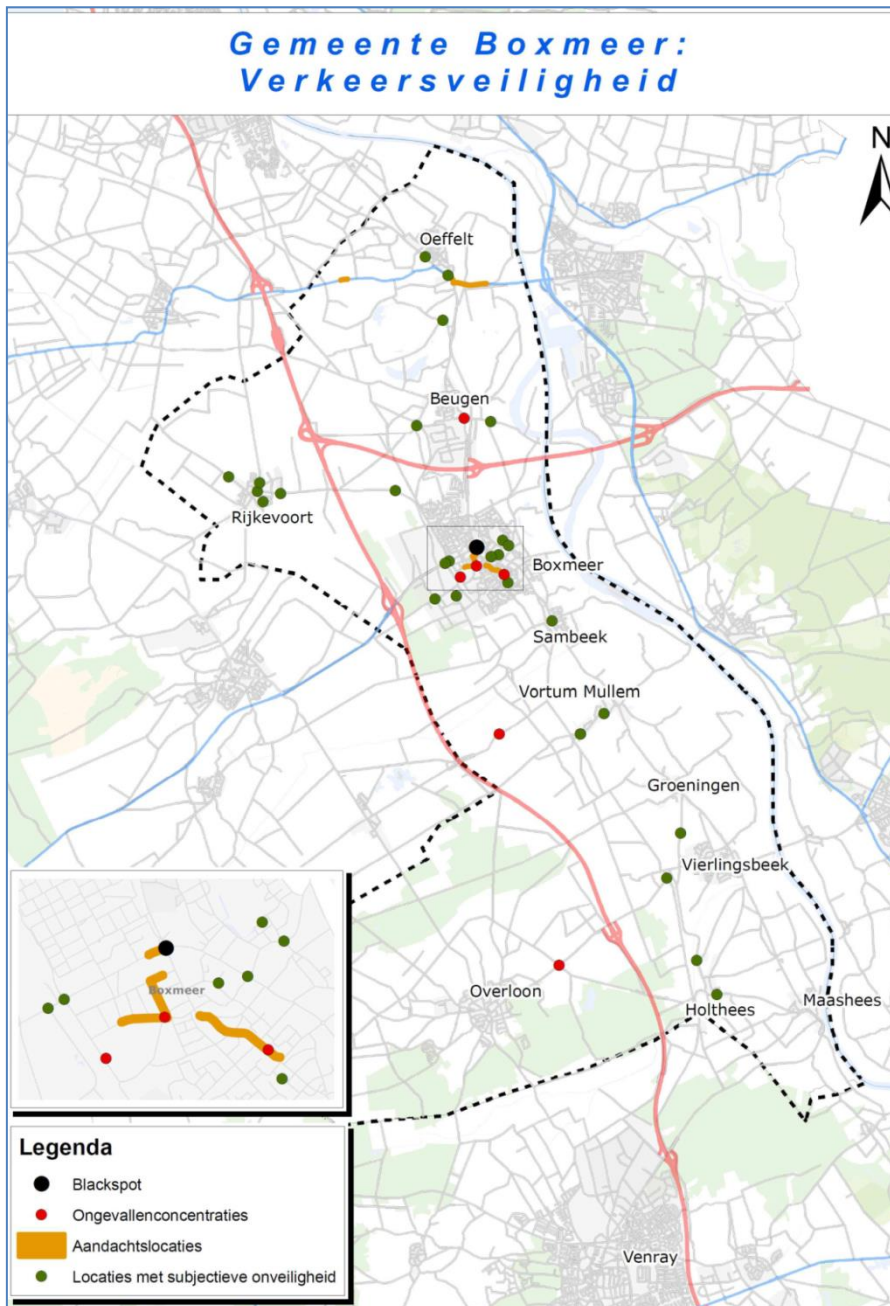 Gemeente Boxmeer:
Verkeersveiligheid
N
Oeffelt
Beugen
Rijkevoort
Boxmeer
Sambeek
Vortum Mullem
Groeningen
Vierlingsbeek
Overloon
Holthees
Maashees
Boxmeer
Venray
Legenda
Blackspot
Ongevallenconcentraties
Aandachtslocaties
Locaties met subjectieve onveiligheid